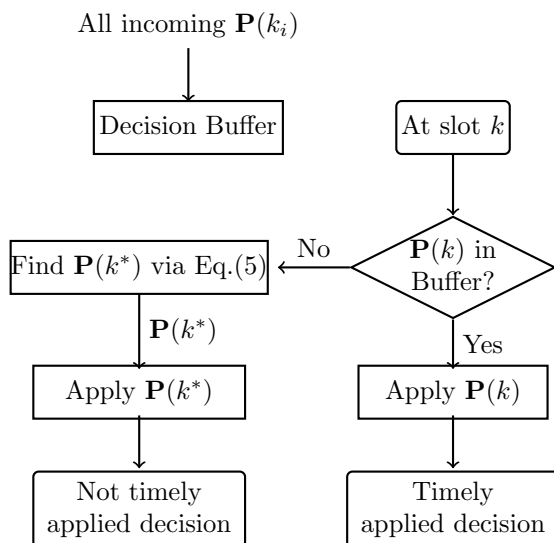 All incoming P(kᵢ)
Decision Buffer
At slot k
P(k) in
Buffer?
No
Find P(k*) via Eq.(5)
P(k*)
Yes
Apply P(k*)
Apply P(k)
Not timely
applied decision
Timely
applied decision